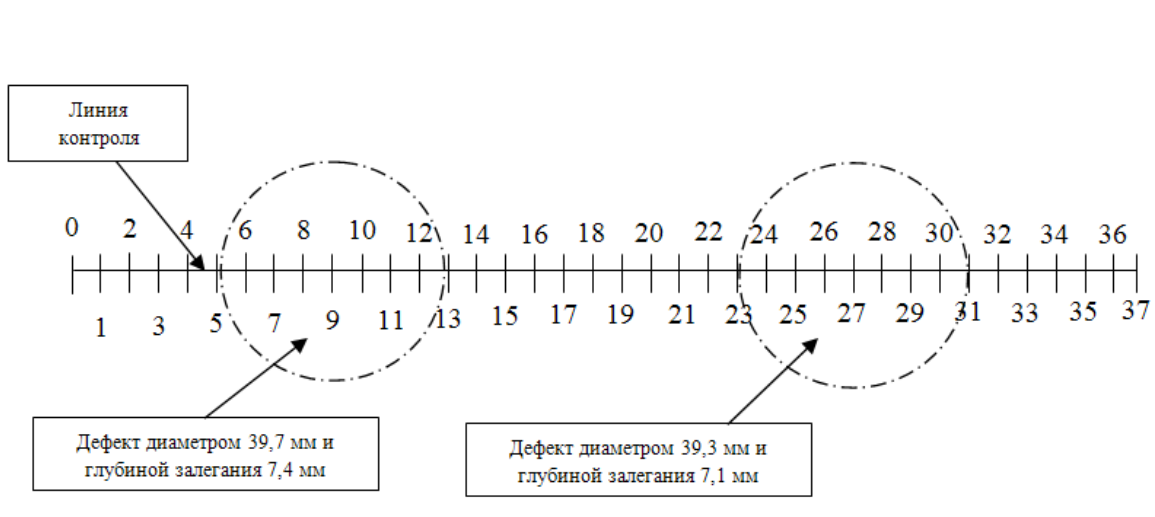 Линия
контроля
0 2 4 6 8 10 12 14 16 18 20 22 24 26 28 30 32 34 36
1 3 5 7 9 11 13 15 17 19 21 23 25 27 29 31 33 35 37
Дефект диаметром 39,7 мм и
глубиной залегания 7,4 мм
Дефект диаметром 39,3 мм и
глубиной залегания 7,1 мм